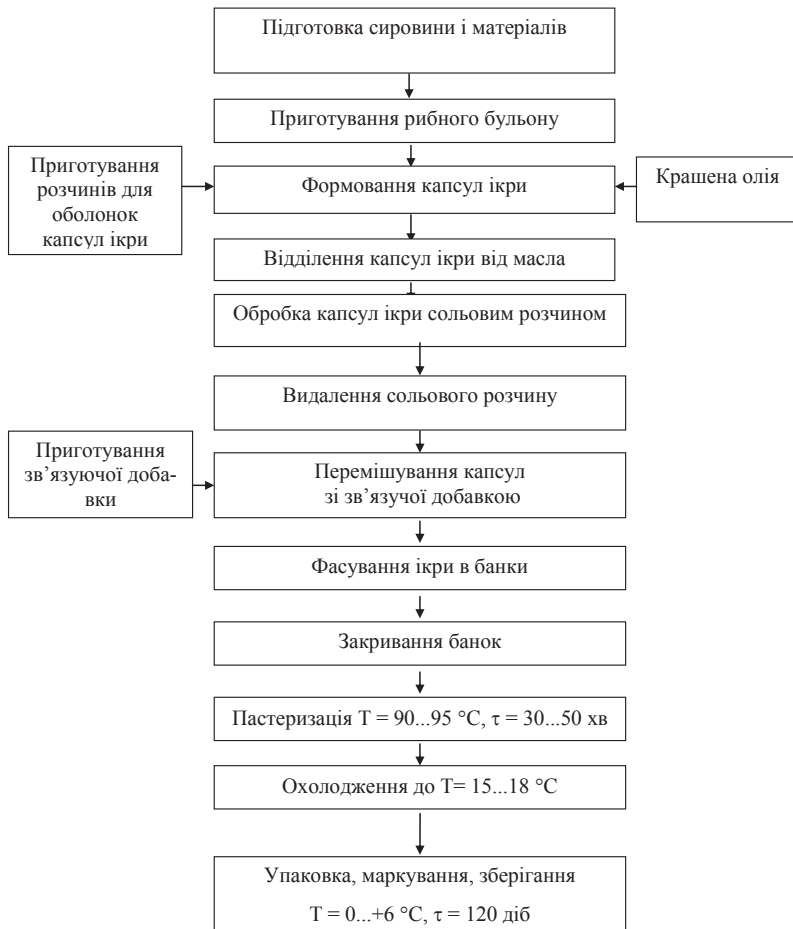 Підготовка сировини і матеріалів
Приготування рибного бульону
Приготування
розчинів для
оболонок
капсул ікри
Формовання капсул ікри
Крашена олія
Відділення капсул ікри від масла
Обробка капсул ікри сольовим розчином
Видалення сольового розчину
Приготування
зв’язуючої доба-
вки
Перемішування капсул
зі зв’язучої добавкою
Фасування ікри в банки
Закривання банок
Пастеризація Т = 90...95 °С, τ = 30...50 хв
Охолодження до Т= 15...18 °С
Упаковка, маркування, зберігання
Т = 0...+6 °С, τ = 120 діб